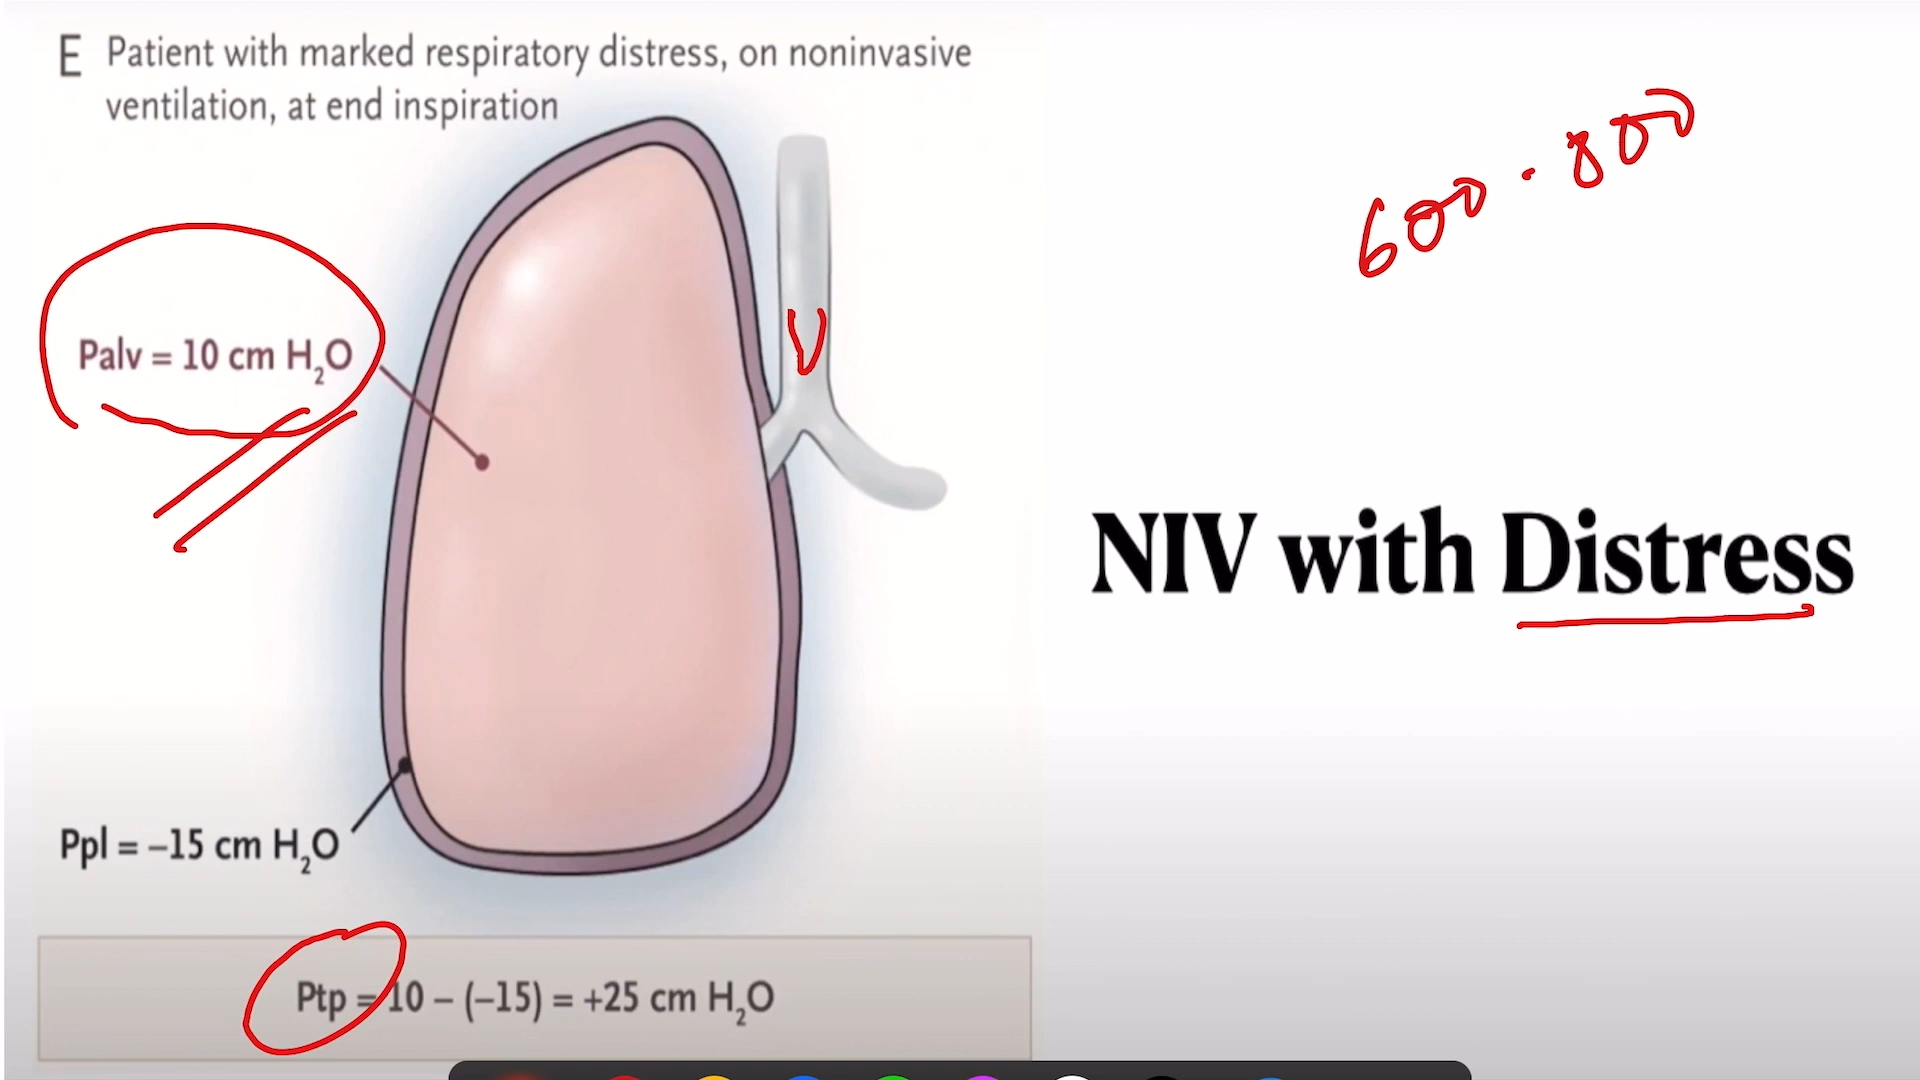 E Patient with marked respiratory distress, on noninvasive
ventilation, at end inspiration
600 - 800
Palv = 10 cm H₂O
V
NIV with Distress
Ppl = –15 cm H₂O
Ptp = 10 – (–15) = +25 cm H₂O